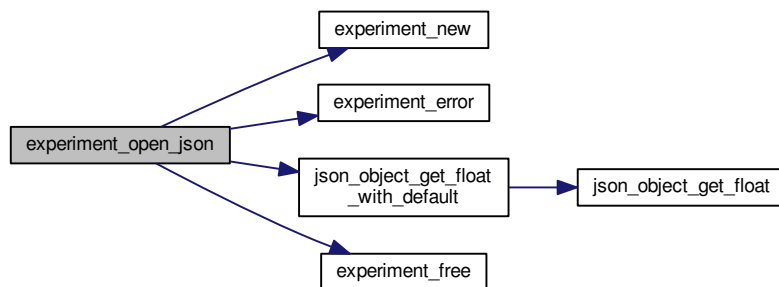 experiment_new
experiment_error
experiment_open_json
json_object_get_float
_with_default
json_object_get_float
experiment_free